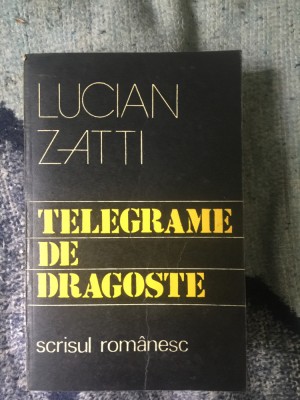 LUCIAN
ZATTI
TELEGRAME
DE
DRAGOSTE
scrisul românesc